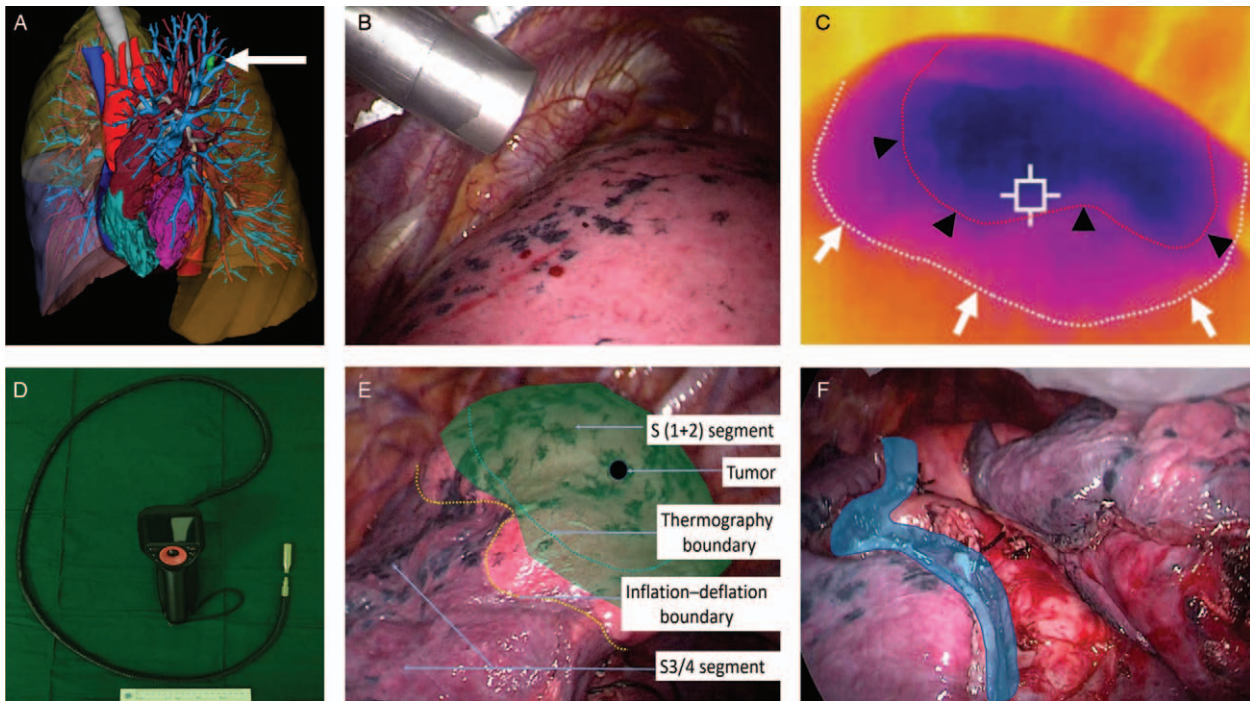 A
B
C
D
E
S (1+2) segment
Tumor
Thermography
boundary
Inflation–deflation
boundary
S3/4 segment
F